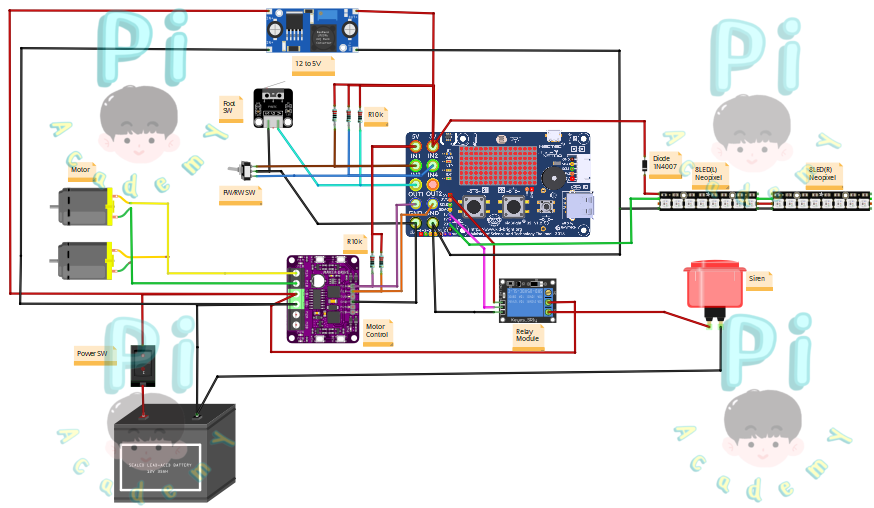 Pi
Pi
12 to 5V
Foot
SW
R10k
5V
IN1
IN2
IN4
OUT1
OUT2
Motor
FW/RW SW
Diode
1N4007
8LED(L)
Neopixel
8LED(R)
Neopixel
R10k
Motor
Control
Relay
Module
Siren
Power SW
SEALED LEAD-ACID BATTERY
Pi
Pi
Academy
Academy
Academy
Academy